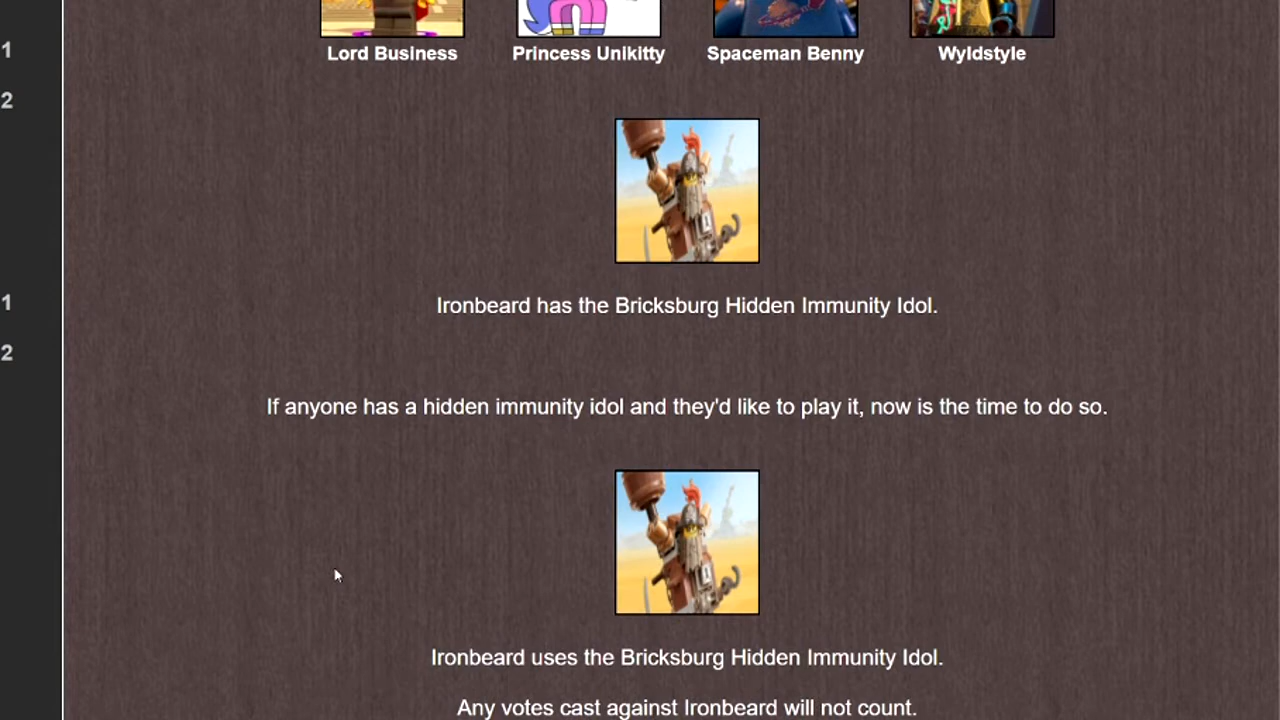 Lord Business Princess Unikitty Spaceman Benny Wyldstyle
1
2
Ironbeard has the Bricksburg Hidden Immunity Idol.
1
2
If anyone has a hidden immunity idol and they'd like to play it, now is the time to do so.
Ironbeard uses the Bricksburg Hidden Immunity Idol.
Any votes cast against Ironbeard will not count.